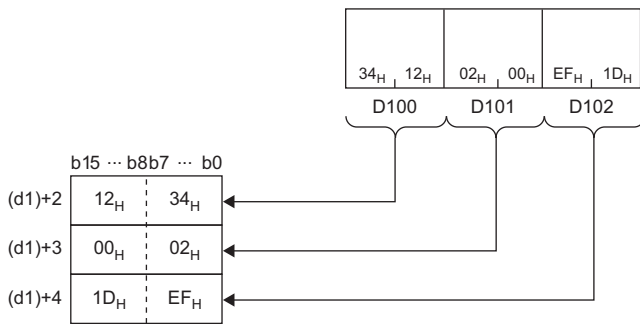 34H 12H 02H 00H EFH 1DH
D100 D101 D102
b15 ··· b8b7 ··· b0
(d1)+2 12H 34H
(d1)+3 00H 02H
(d1)+4 1DH EFH